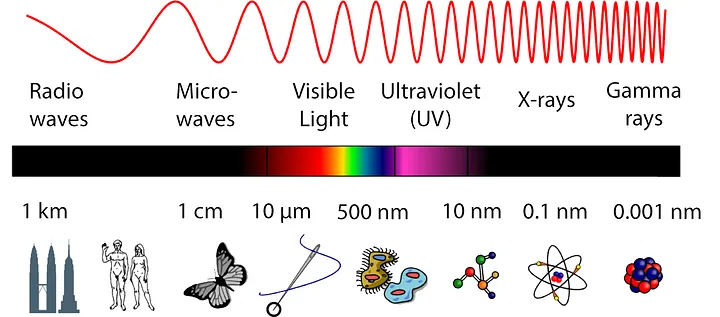 Radio
waves
Micro-
waves
Visible
Light
Ultraviolet
(UV)
X-rays
Gamma
rays
1 km
1 cm
10 µm
500 nm
10 nm
0.1 nm
0.001 nm